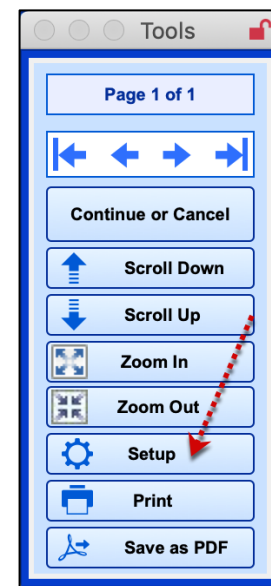 Tools
Page 1 of 1
Continue or Cancel
Scroll Down
Scroll Up
Zoom In
Zoom Out
Setup
Print
Save as PDF